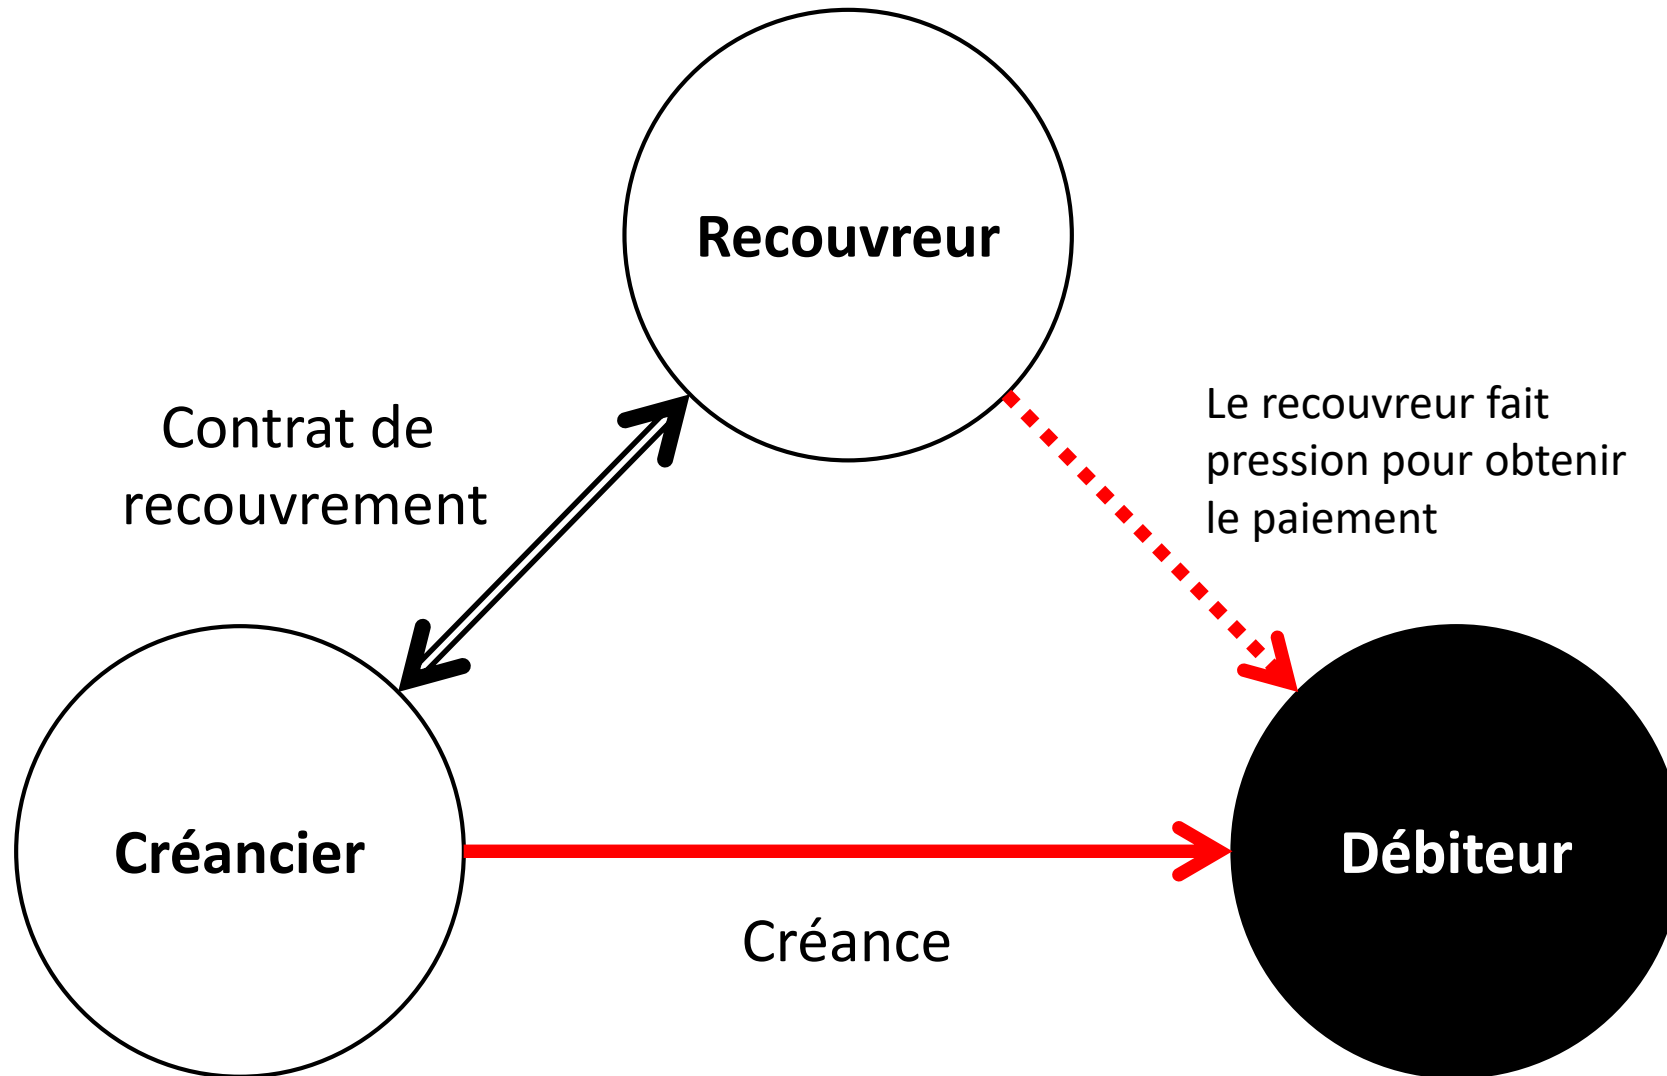 Recouvreur
Contrat de
recouvrement
Le recouvreur fait
pression pour obtenir
le paiement
Créancier
Débiteur
Créance